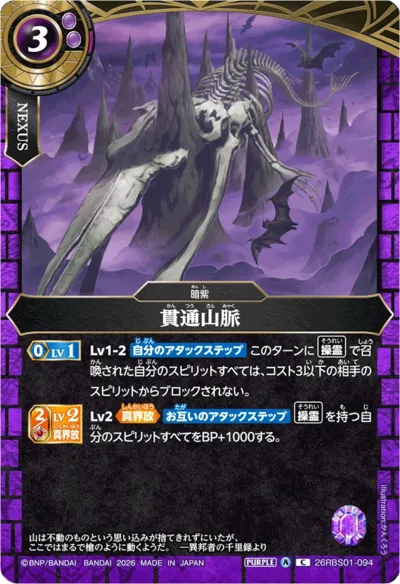 3
NEXUS
暗紫
貫通山脈
0 LV1 Lv1-2 自分のアタックステップ このターンに操霊で召
喚された自分のスピリットすべては、コスト3以下の相手の
スピリットからブロックされない。
2 LV2 真界放 Lv2 真界放 お互いのアタックステップ 操霊を持つ自
分のスピリットすべてをBP+1000する。
山は不動のものという思い込みが捨てきれずにいたが、
ここではまるで槍のように動くようだ。 ―異邦者の千里録より
illustration:かんくろう
©BNP/BANDAI BANDAI 2026 MADE IN JAPAN PURPLE A C 26RBS01-094